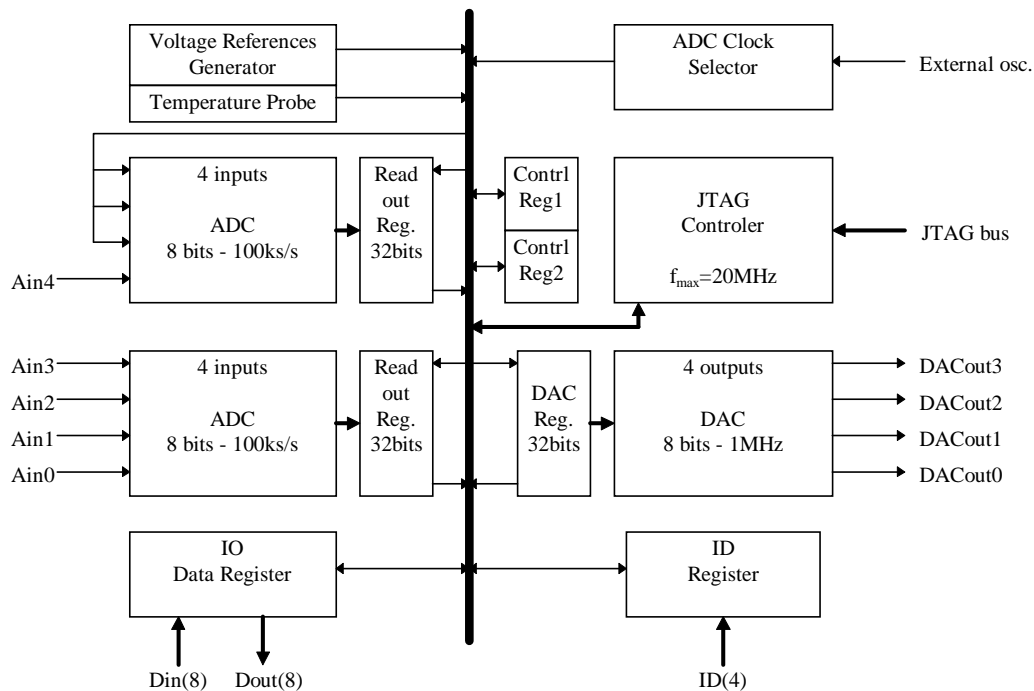 Voltage References
Generator
Temperature Probe
ADC Clock
Selector
External osc.
4 inputs
ADC
8 bits - 100ks/s
Read
out
Reg.
32bits
Contrl
Reg1
Contrl
Reg2
JTAG
Controler
fmax=20MHz
JTAG bus
Ain4
Ain3
Ain2
Ain1
Ain0
4 inputs
ADC
8 bits - 100ks/s
Read
out
Reg.
32bits
DAC
Reg.
32bits
4 outputs
DAC
8 bits - 1MHz
DACout3
DACout2
DACout1
DACout0
IO
Data Register
ID
Register
Din(8)
Dout(8)
ID(4)